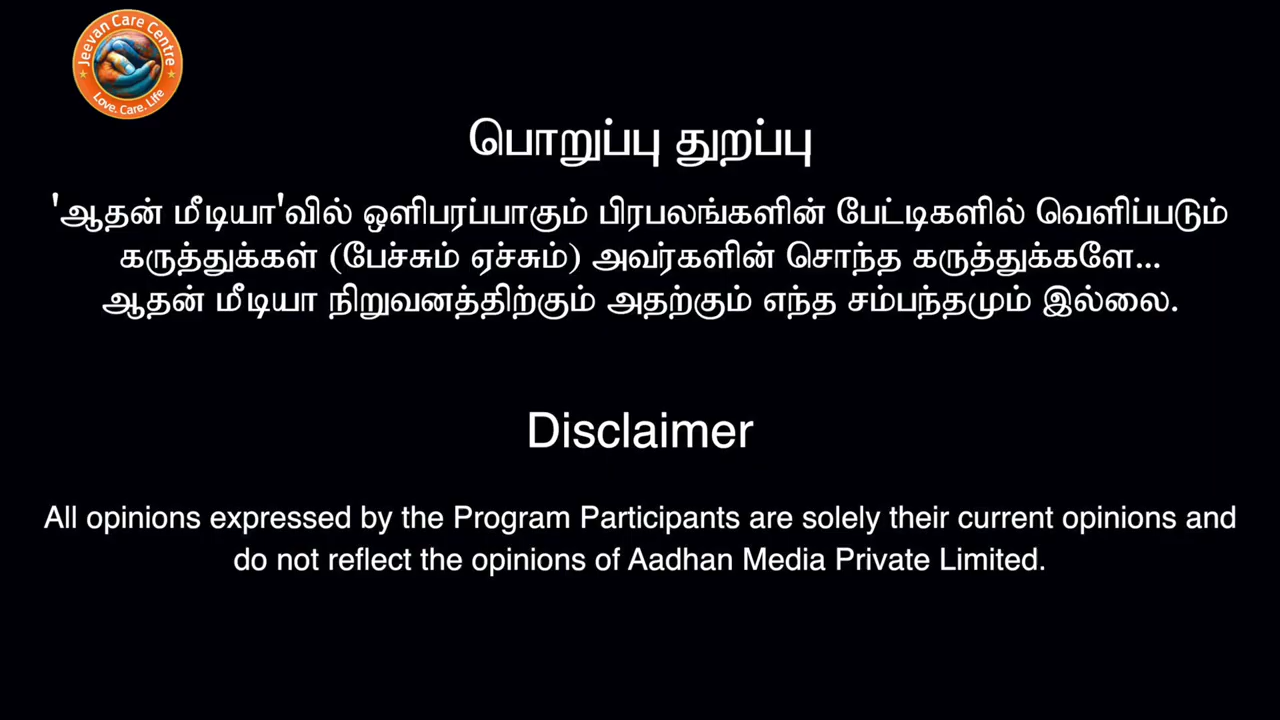 Jeevan Care Centre
Love. Care. Life
பொறுப்பு துறப்பு
'ஆதன் மீடியா'வில் ஒளிபரப்பாகும் பிரபலங்களின் பேட்டிகளில் வெளிப்படும்
கருத்துக்கள் (பேச்சும் ஏச்சும்) அவர்களின் சொந்த கருத்துக்களே...
ஆதன் மீடியா நிறுவனத்திற்கும் அதற்கும் எந்த சம்பந்தமும் இல்லை.
Disclaimer
All opinions expressed by the Program Participants are solely their current opinions and
do not reflect the opinions of Aadhan Media Private Limited.